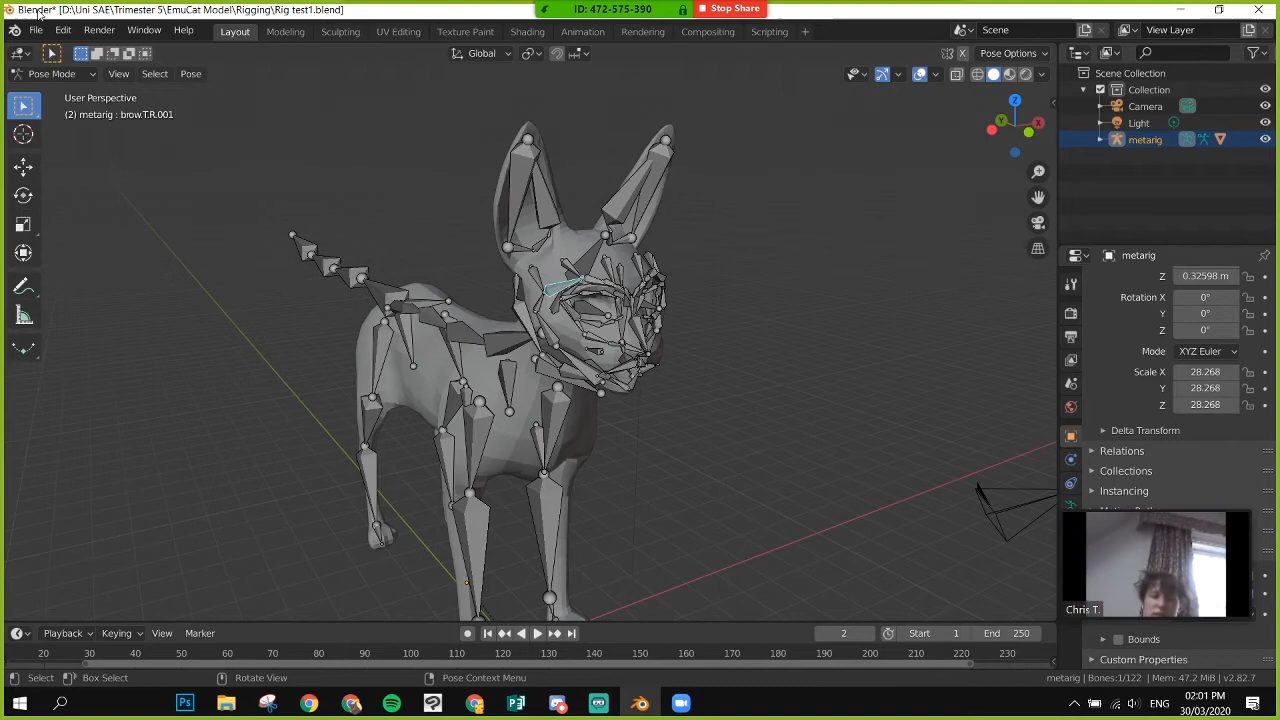 Blender* [D:\Uni SAE\Trimester 5\EmuCat Model\Rigging\Rig test1.blend]
ID: 472-575-390
Stop Share
File Edit Render Window Help
Layout Modeling Sculpting UV Editing Texture Paint Shading Animation Rendering Compositing Scripting +
Scene
View Layer
Global
X
Pose Options
Pose Mode View Select Pose
User Perspective
(2) metarig : brow.T.R.001
Z
Y
X
Scene Collection
Collection
Camera
Light
metarig
metarig
Z 0.32598 m
Rotation X 0°
Y 0°
Z 0°
Mode XYZ Euler
Scale X 28.268
Y 28.268
Z 28.268
Delta Transform
Relations
Collections
Instancing
Chris T.
Bounds
Custom Properties
Playback Keying View Marker
2 Start 1 End 250
20 30 40 50 60 70 80 90 100 110 120 130 140 150 160 170 180 190 200 210 220 230
Select Box Select Rotate View Pose Context Menu
metarig | Bones:1/122 | Mem: 47.2 MiB | v2.82.7
ENG
02:01 PM
30/03/2020